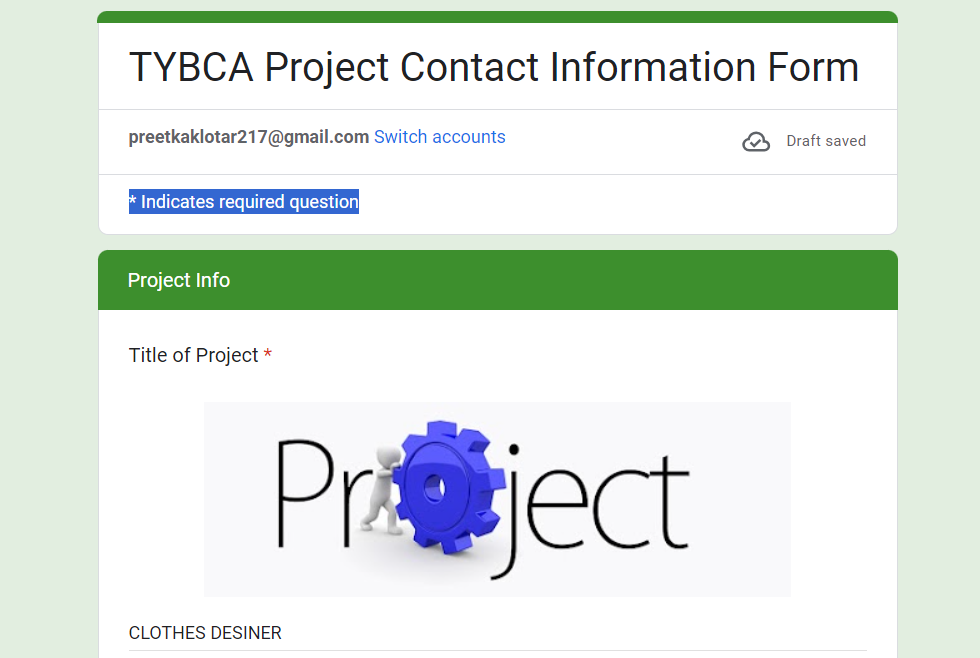 TYBCA Project Contact Information Form
preetkaklotar217@gmail.com Switch accounts
Draft saved
* Indicates required question
Project Info
Title of Project *
Project
CLOTHES DESINER